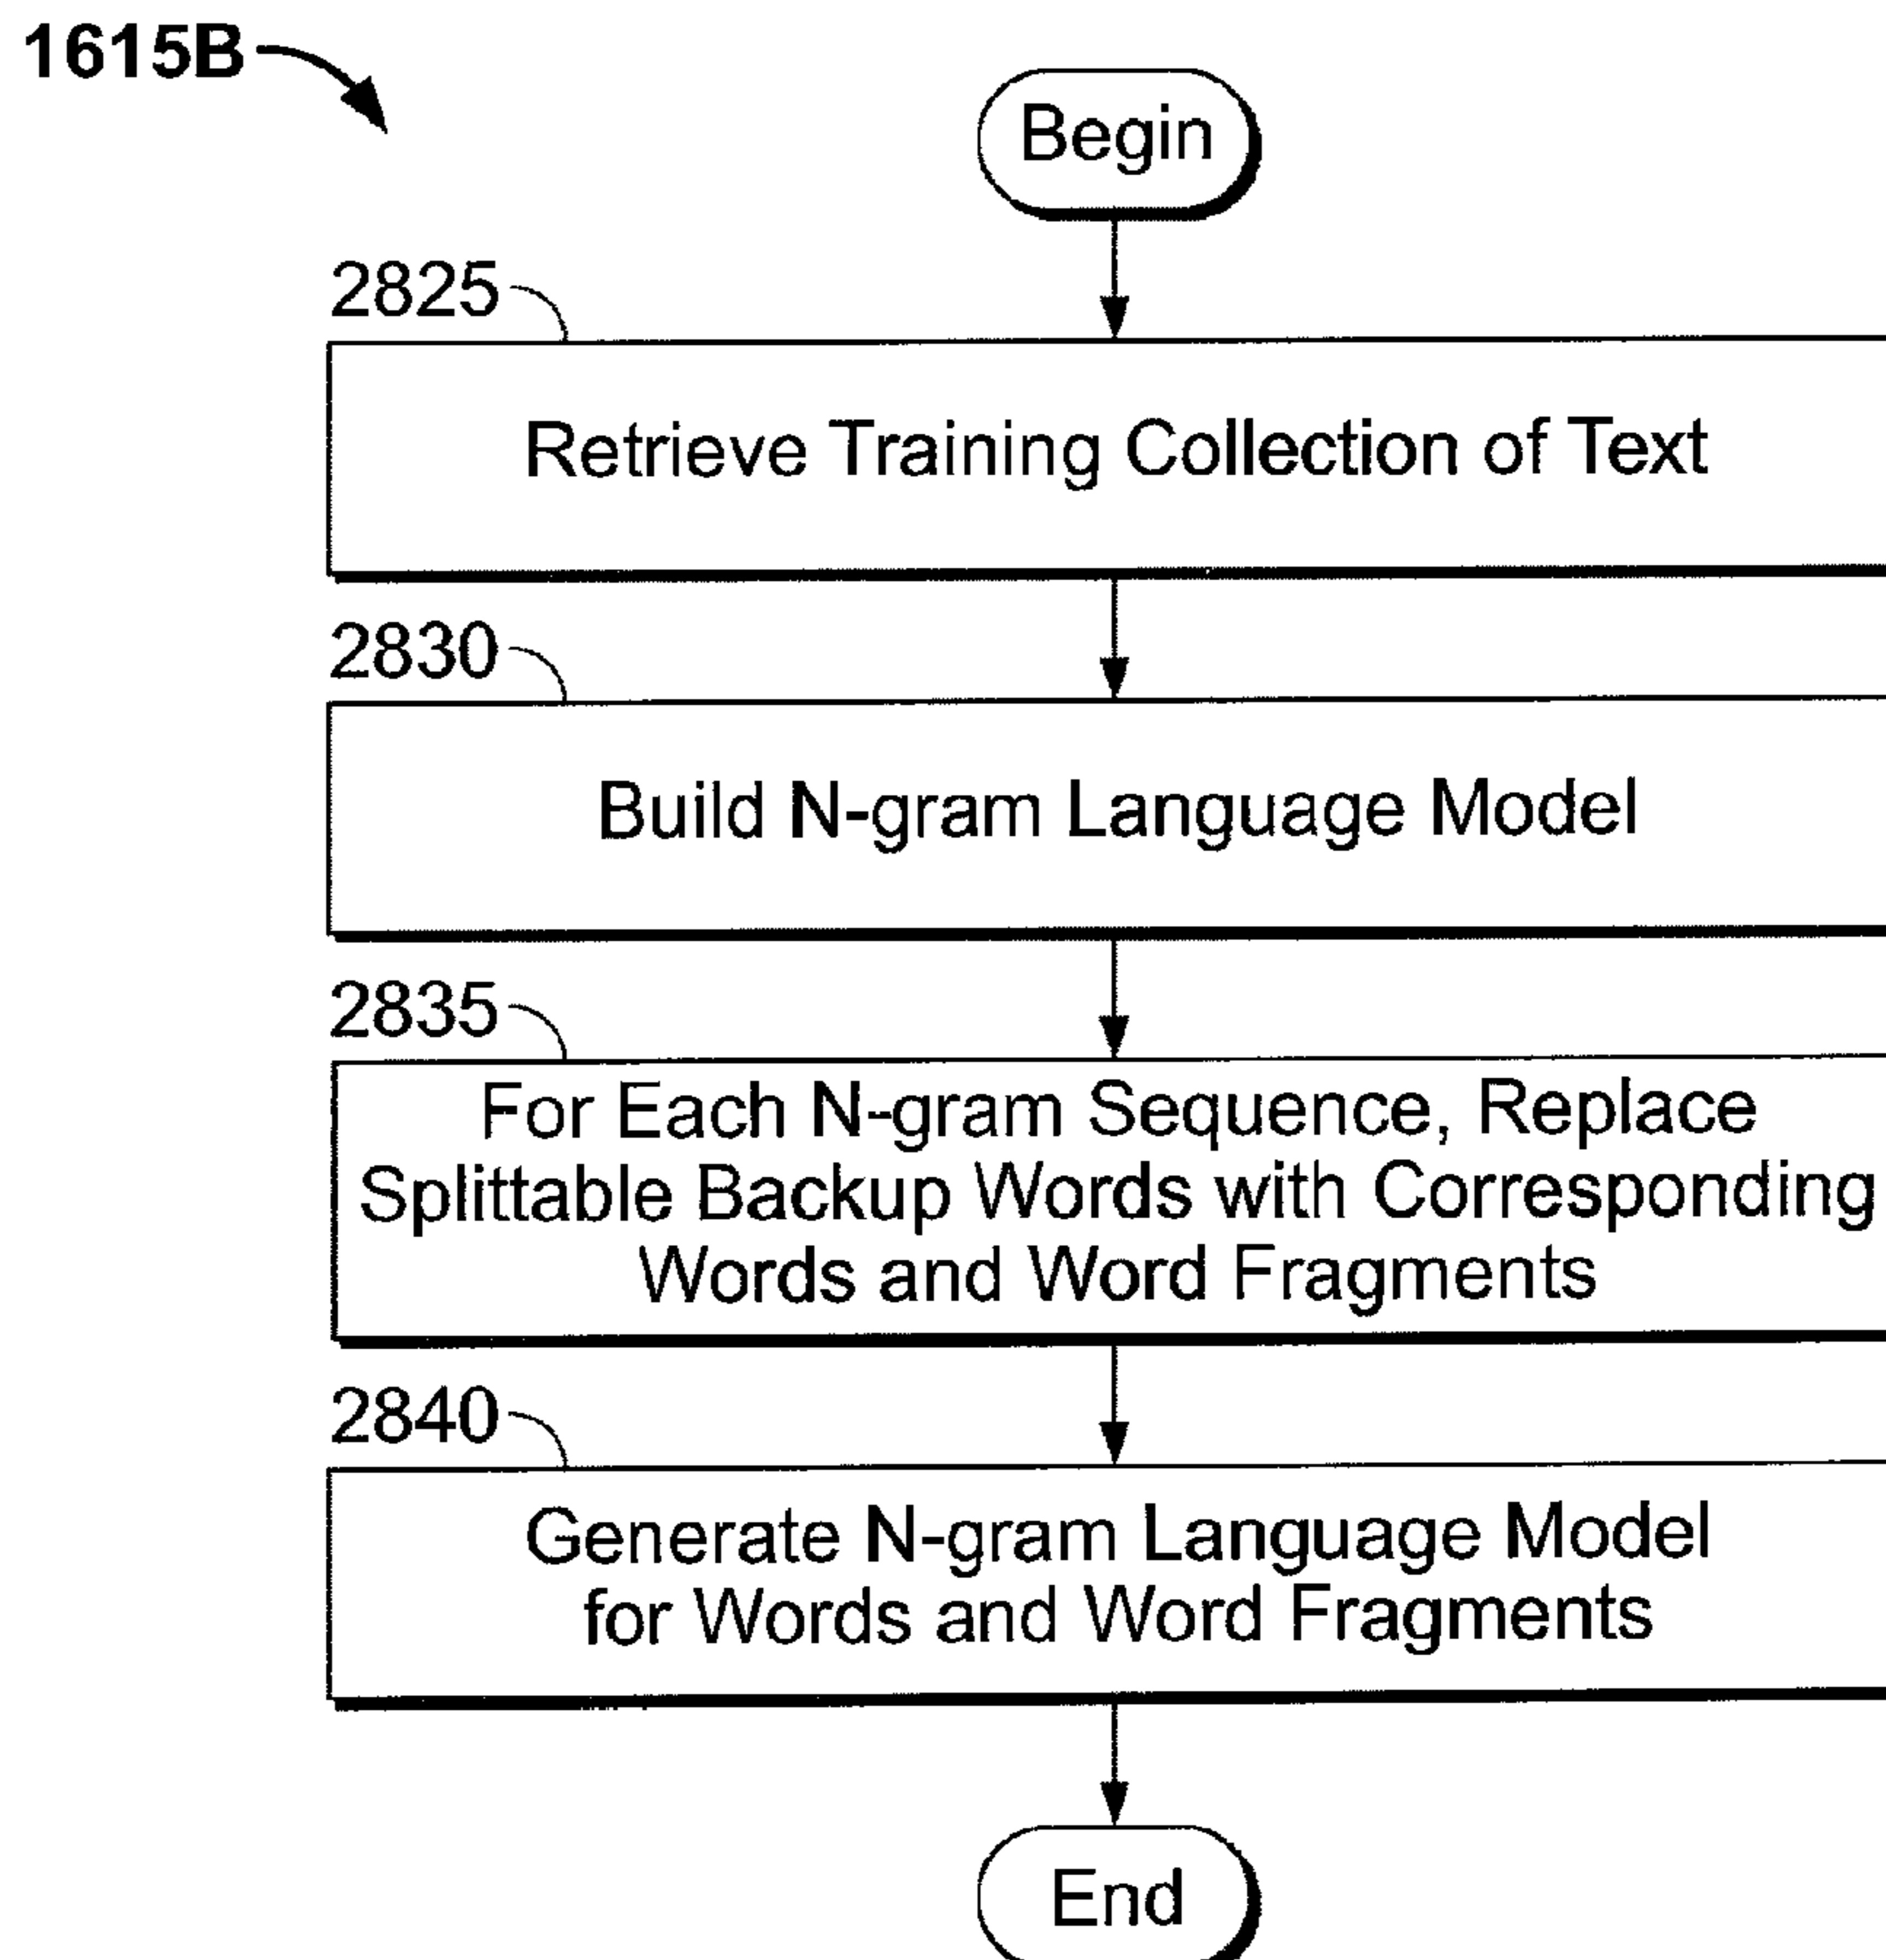 1615B
Begin
2825
Retrieve Training Collection of Text
2830
Build N-gram Language Model
2835
For Each N-gram Sequence, Replace
Splittable Backup Words with Corresponding
Words and Word Fragments
2840
Generate N-gram Language Model
for Words and Word Fragments
End